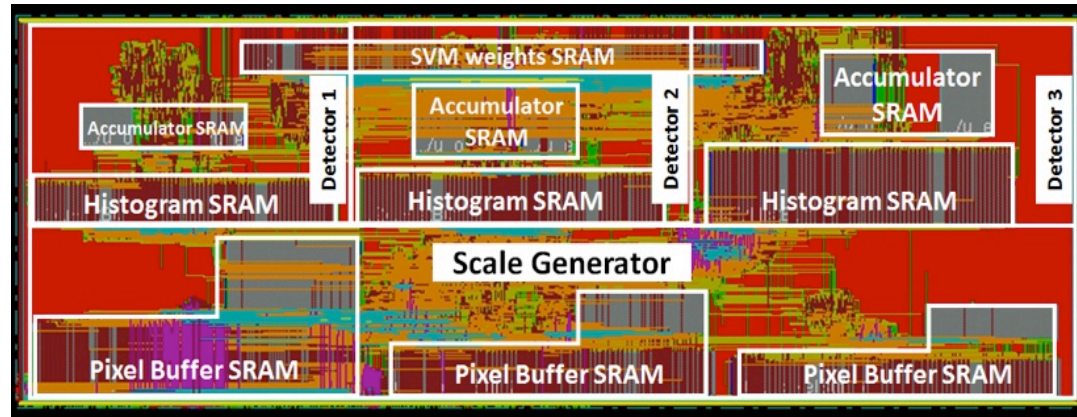 SVM weights SRAM
Accumulator SRAM
Detector 1
Accumulator
SRAM
Detector 2
Accumulator
SRAM
Detector 3
Histogram SRAM
Histogram SRAM
Histogram SRAM
Scale Generator
Pixel Buffer SRAM
Pixel Buffer SRAM
Pixel Buffer SRAM